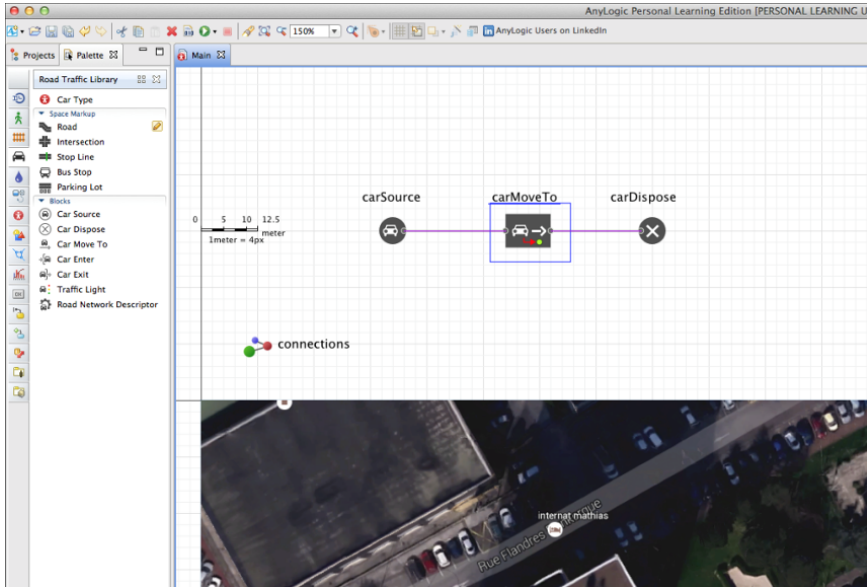 AnyLogic Personal Learning Edition [PERSONAL LEARNING U
150%
AnyLogic Users on LinkedIn
Projects
Palette
Main
Road Traffic Library
Car Type
Space Markup
Road
Intersection
Stop Line
Bus Stop
Parking Lot
Blocks
Car Source
Car Dispose
Car Move To
Car Enter
Car Exit
Traffic Light
Road Network Descriptor
carSource
carMoveTo
carDispose
0 5 10 12.5
meter
1meter = 4px
connections
internat mathias
Rue Flandres